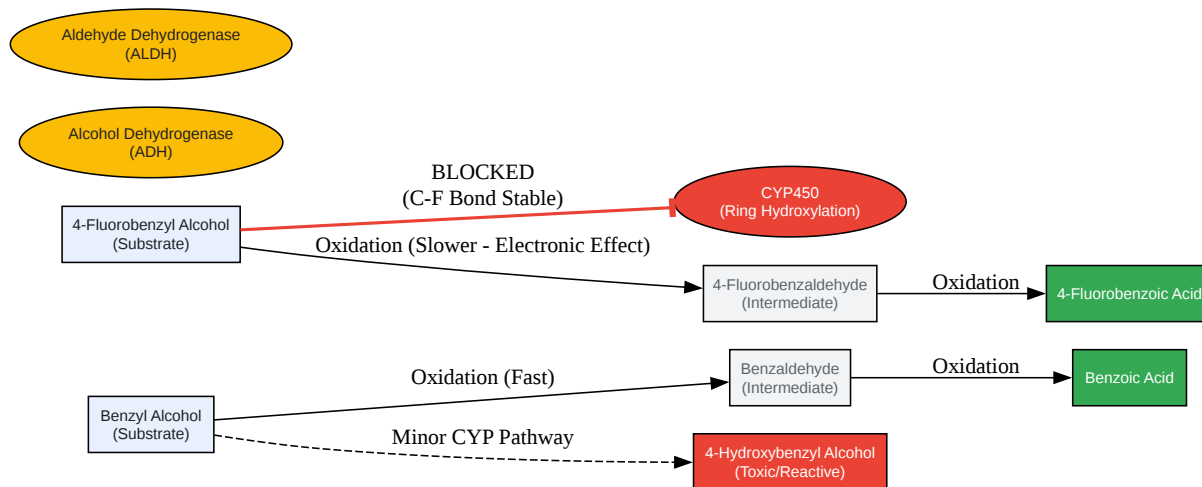 Aldehyde Dehydrogenase
(ALDH)
Alcohol Dehydrogenase
(ADH)
BLOCKED
(C-F Bond Stable)
CYP450
(Ring Hydroxylation)
4-Fluorobenzyl Alcohol
(Substrate)
Oxidation (Slower - Electronic Effect)
4-Fluorobenzaldehyde
(Intermediate)
Oxidation
4-Fluorobenzoic Acid
Oxidation (Fast)
Benzaldehyde
(Intermediate)
Oxidation
Benzoic Acid
Benzyl Alcohol
(Substrate)
Minor CYP Pathway
4-Hydroxybenzyl Alcohol
(Toxic/Reactive)